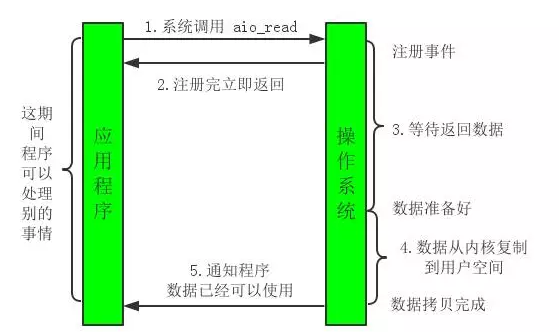 1.系统调用 aio_read
注册事件
2.注册完立即返回
这期
间
程序
可以
处理
别的
事情
应用程序
操作系统
3.等待返回数据
数据准备好
4.数据从内核复制
到用户空间
5.通知程序
数据已经可以使用
数据拷贝完成